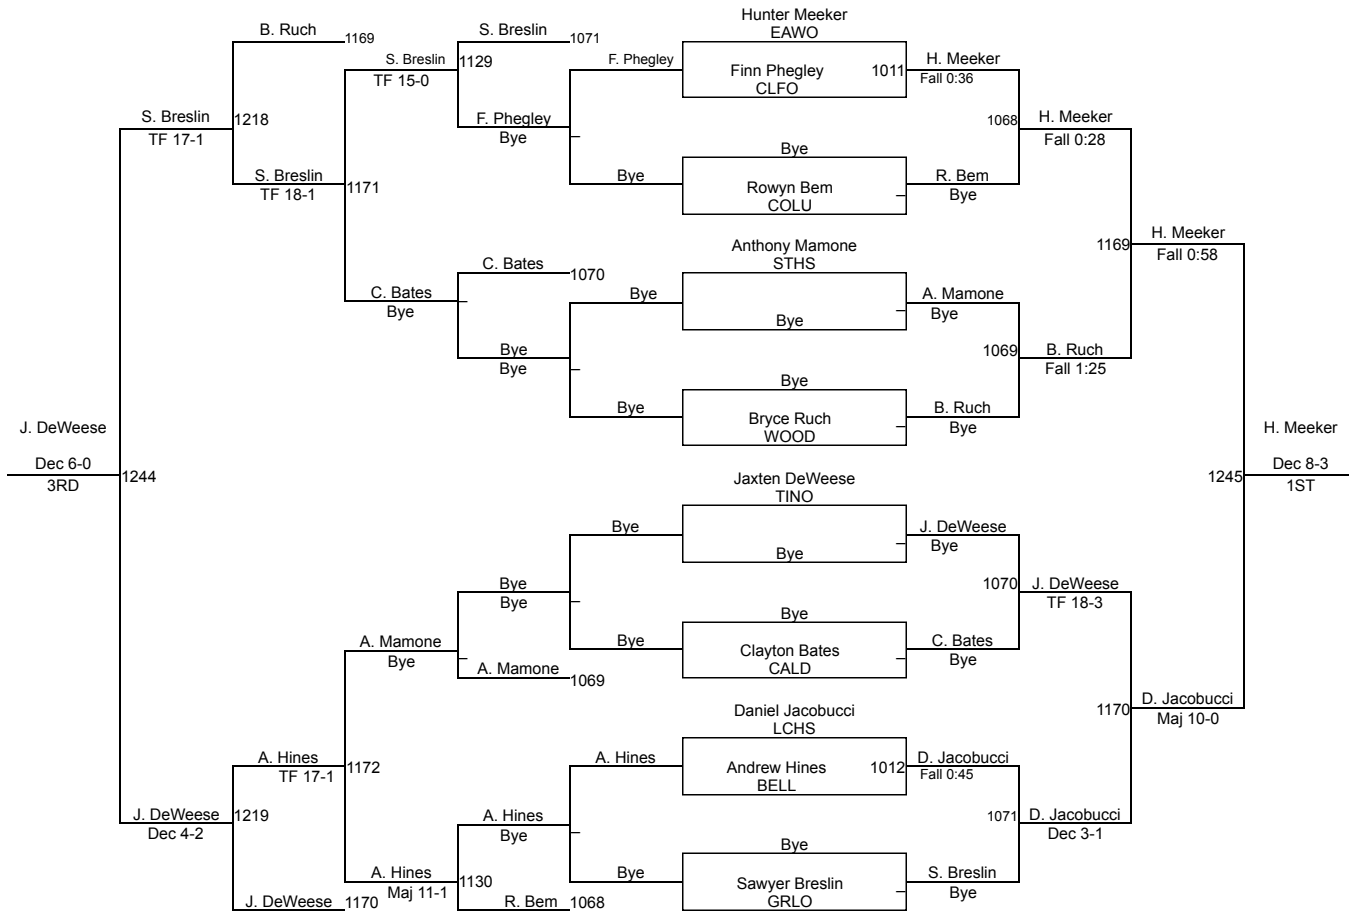 Hunter Meeker
EAWO
B. Ruch
1169
S. Breslin
1071
S. Breslin
TF 15-0
1129
F. Phegley
Finn Phegley
CLFO
1011
H. Meeker
Fall 0:36
S. Breslin
TF 17-1
1218
F. Phegley
Bye
1068
H. Meeker
Fall 0:28
Bye
S. Breslin
TF 18-1
1171
Bye
Rowyn Bem
COLU
R. Bem
Bye
Anthony Mamone
STHS
1169
H. Meeker
Fall 0:58
C. Bates
1070
C. Bates
Bye
Bye
Bye
A. Mamone
Bye
Bye
Bye
1069
B. Ruch
Fall 1:25
Bye
Bye
Bryce Ruch
WOOD
B. Ruch
Bye
J. DeWeese
Dec 6-0
3RD
1244
H. Meeker
1245
Dec 8-3
1ST
Jaxten DeWeese
TINO
Bye
Bye
J. DeWeese
Bye
Bye
Bye
1070
J. DeWeese
TF 18-3
Bye
A. Mamone
Bye
Bye
Clayton Bates
CALD
C. Bates
Bye
A. Mamone
1069
Daniel Jacobucci
LCHS
1170
D. Jacobucci
Maj 10-0
A. Hines
TF 17-1
1172
A. Hines
Andrew Hines
BELL
1012
D. Jacobucci
Fall 0:45
J. DeWeese
Dec 4-2
1219
A. Hines
Bye
1071
D. Jacobucci
Dec 3-1
Bye
A. Hines
Maj 11-1
1130
Bye
Sawyer Breslin
GRLO
S. Breslin
Bye
J. DeWeese
1170
R. Bem
1068